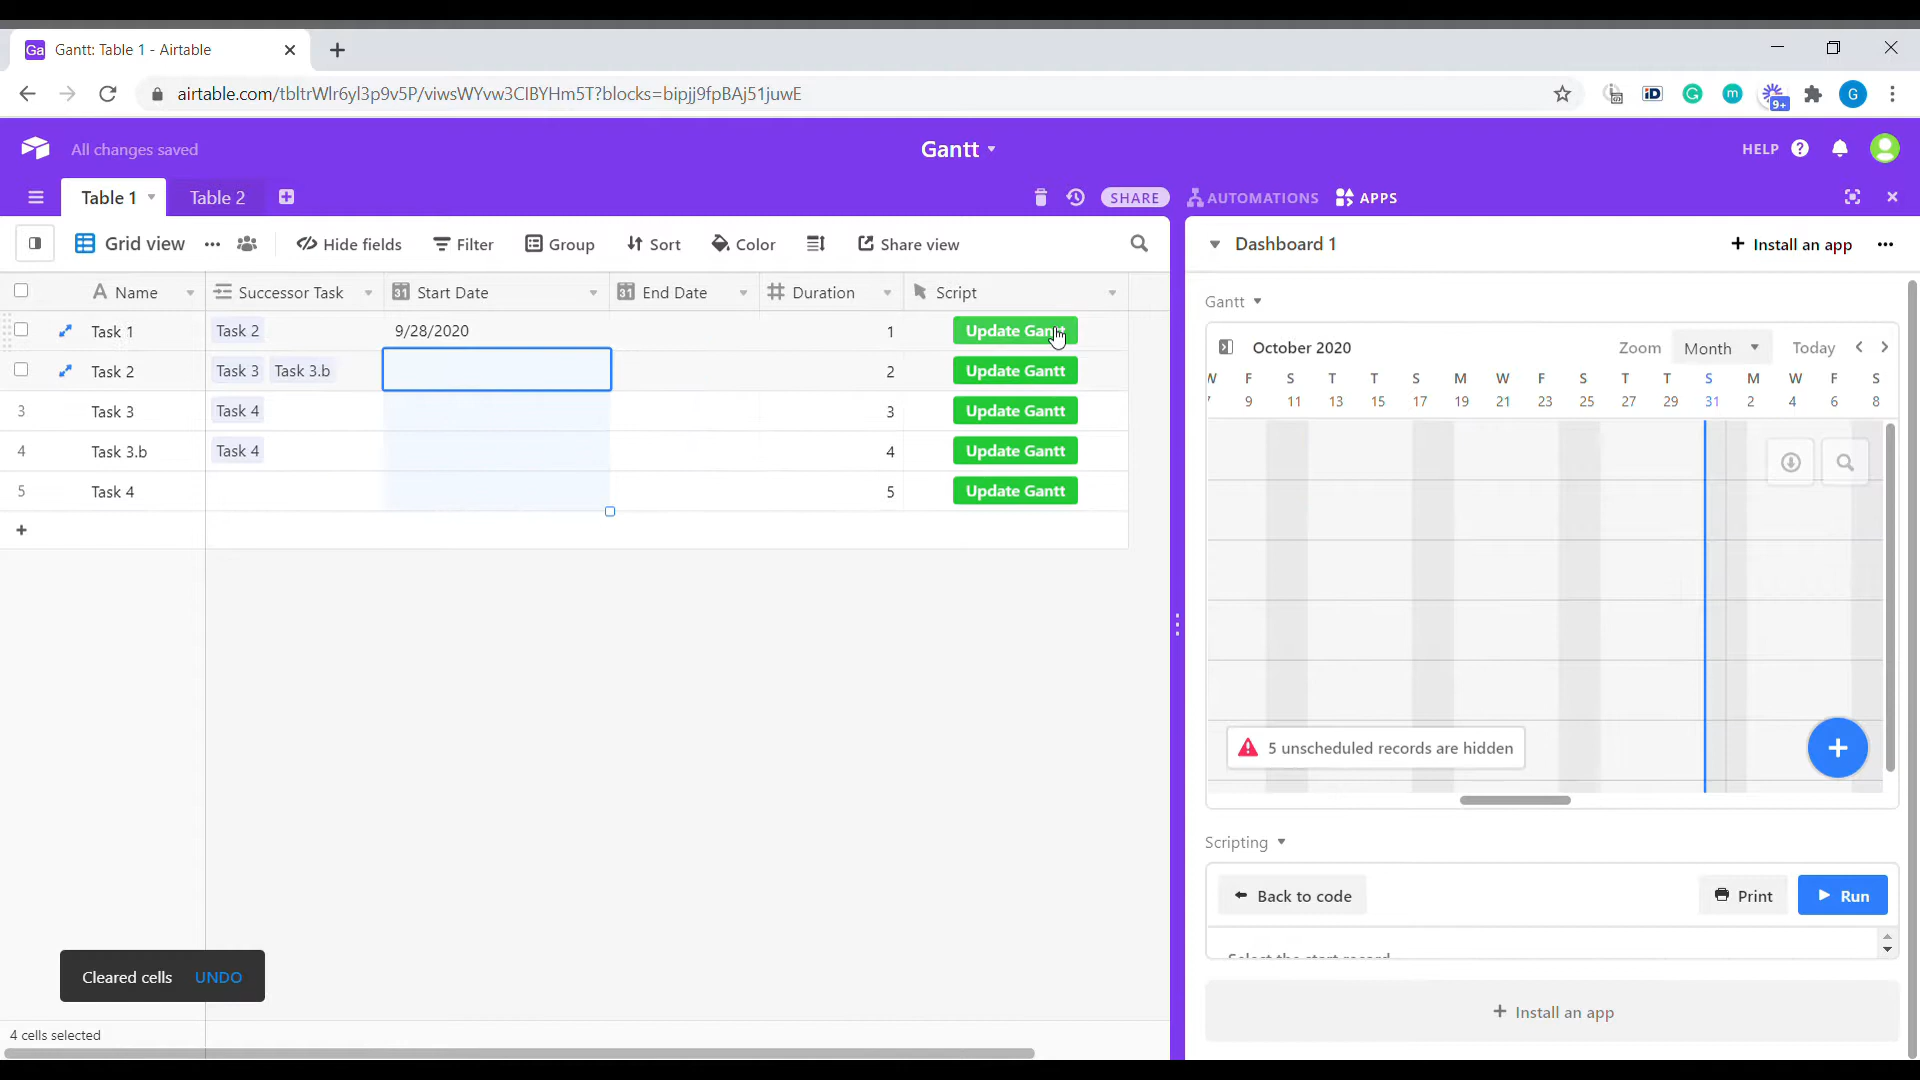 Ga Gantt: Table 1 - Airtable
airtable.com/tbltrWlr6yl3p9v5P/viwsWYvw3CIBYHm5T?blocks=bipjj9fpBAj51juwE
iD G m 9+ G
All changes saved
Gantt
HELP ?
Table 1 Table 2
SHARE AUTOMATIONS APPS
Grid view Hide fields Filter Group Sort Color Share view
Dashboard 1 + Install an app
Name Successor Task Start Date End Date Duration Script
Task 1 Task 2 9/28/2020 1
Task 2 Task 3 Task 3.b 2 Update Gantt
3 Task 3 Task 4 3 Update Gantt
4 Task 3.b Task 4 4 Update Gantt
5 Task 4 5 Update Gantt
+
Gantt
October 2020 Zoom Month Today
W F S T T S M W F S T T S M W F S
9 11 13 15 17 19 21 23 25 27 29 31 2 4 6 8
5 unscheduled records are hidden
Scripting
Back to code Print Run
+ Install an app
Cleared cells UNDO
4 cells selected